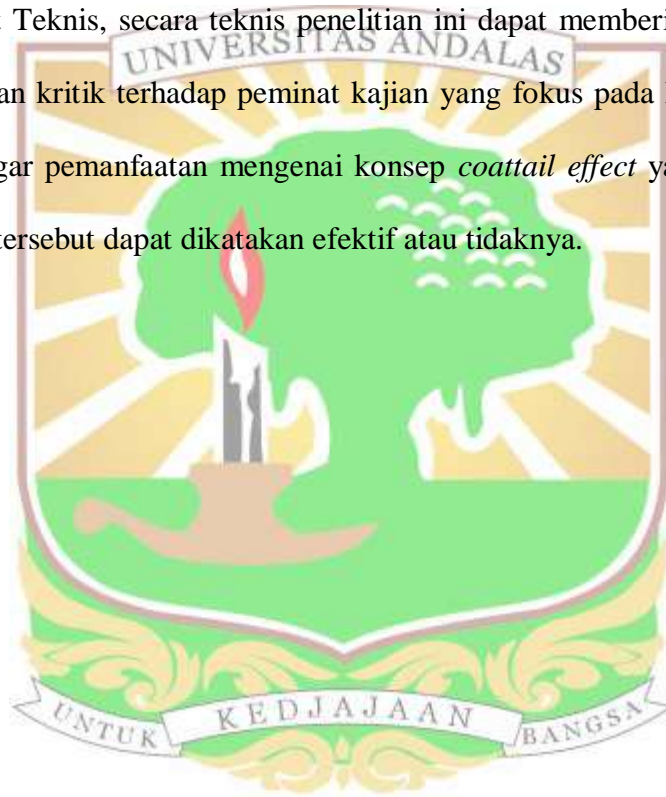 Teknis, secara teknis penelitian ini dapat memberi
UNIVERSITAS ANDALAS
an kritik terhadap peminat kajian yang fokus pada
gar pemanfaatan mengenai konsep coattail effect ya
tersebut dapat dikatakan efektif atau tidaknya.
UNTUK KEDJAJAAN BANGSA